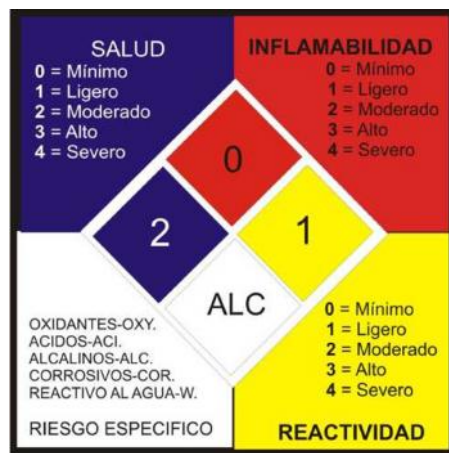 SALUD
0 = Mínimo
1 = Ligero
2 = Moderado
3 = Alto
4 = Severo
INFLAMABILIDAD
0 = Mínimo
1 = Ligero
2 = Moderado
3 = Alto
4 = Severo
0
2
1
ALC
OXIDANTES-OXY.
ACIDOS-ACI.
ALCALINOS-ALC.
CORROSIVOS-COR.
REACTIVO AL AGUA-W.
RIESGO ESPECIFICO
0 = Mínimo
1 = Ligero
2 = Moderado
3 = Alto
4 = Severo
REACTIVIDAD